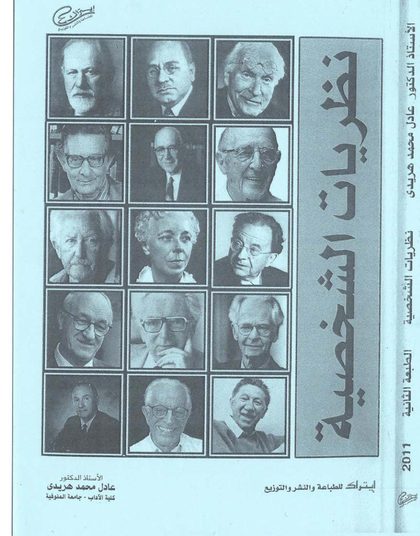 نظريات الشخصية
الأستاذ الدكتور
عادل محمد هريدى
كلية الآداب - جامعة المنوفية
إيتراك للطباعة والنشر والتوزيع
الأستاذ الدكتور عادل محمد هريدى
نظريات الشخصية
الطبعة الثانية
2011